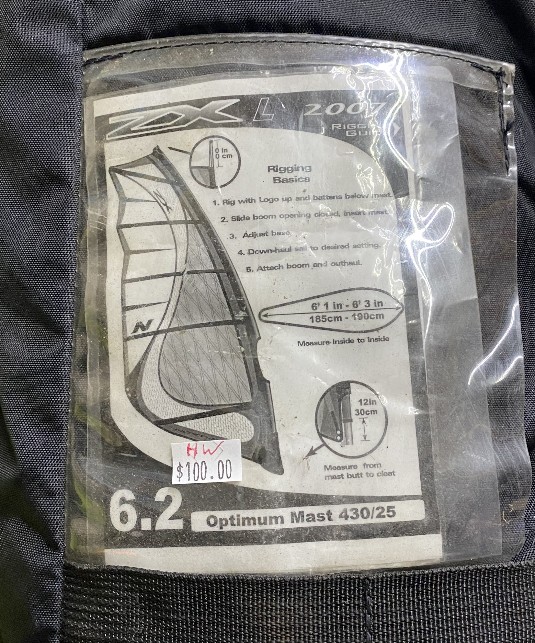 ZX L 2007
Rigging
Guide
0 in
0 cm
Rigging
Basics
1. Rig with Logo up and battens below mast.
2. Slide boom opening closed, insert mast.
3. Adjust base
4. Down-haul sail to desired setting.
5. Attach boom and outhaul.
6' 1 in - 6' 3 in
185cm - 190cm
Measure Inside to Inside
N
12in
30cm
Measure from
mast butt to cleat
HWS
$100.00
6.2 Optimum Mast 430/25